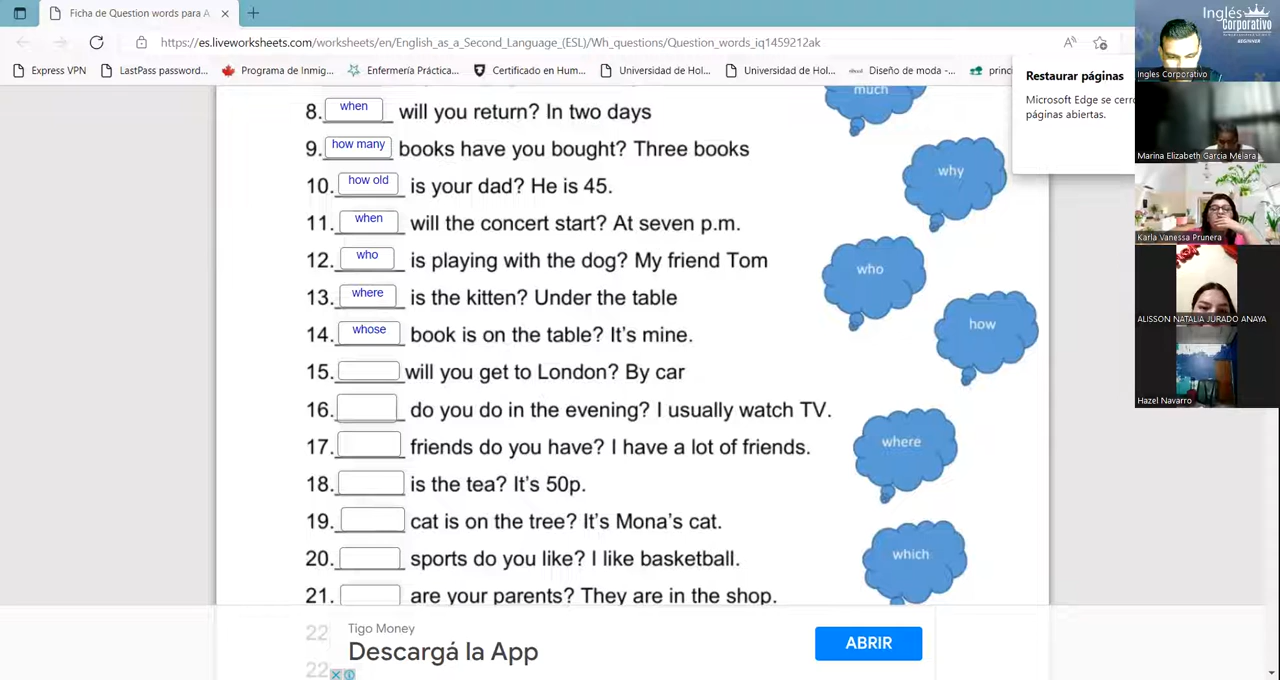 Ficha de Question words para A
https://es.liveworksheets.com/worksheets/en/English_as_a_Second_Language_(ESL)/Wh_questions/Question_words_iq1459212ak
Express VPN
LastPass password...
Programa de Inmig...
Enfermería Práctica...
Certificado en Hum...
Universidad de Hol...
Universidad de Hol...
Diseño de moda -...
princi
Restaurar páginas
Microsoft Edge se cerró
páginas abiertas.
8. when will you return? In two days
9. how many books have you bought? Three books
10. how old is your dad? He is 45.
11. when will the concert start? At seven p.m.
12. who is playing with the dog? My friend Tom
13. where is the kitten? Under the table
14. whose book is on the table? It's mine.
15. will you get to London? By car
16. do you do in the evening? I usually watch TV.
17. friends do you have? I have a lot of friends.
18. is the tea? It's 50p.
19. cat is on the tree? It's Mona's cat.
20. sports do you like? I like basketball.
21. are your parents? They are in the shop.
22
22
much
why
who
how
where
which
Tigo Money
Descargá la App
ABRIR
Inglés
Corporativo
BEGINNER
Ingles Corporativo
Marina Elizabeth Garcia Melara
Karla Vanessa Prunera
ALISSON NATALIA JURADO ANAYA
Hazel Navarro